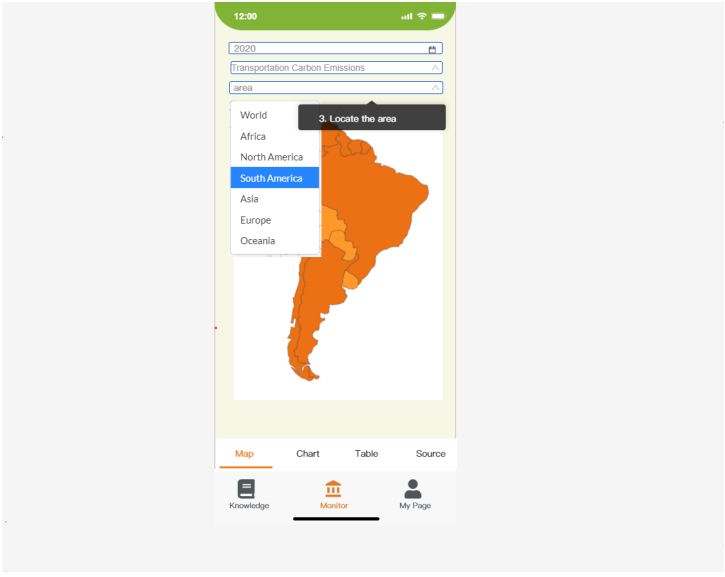 12:00
2020
Transportation Carbon Emissions
area
3. Locate the area
World
Africa
North America
South America
Asia
Europe
Oceania
Map Chart Table Source
Knowledge Monitor My Page